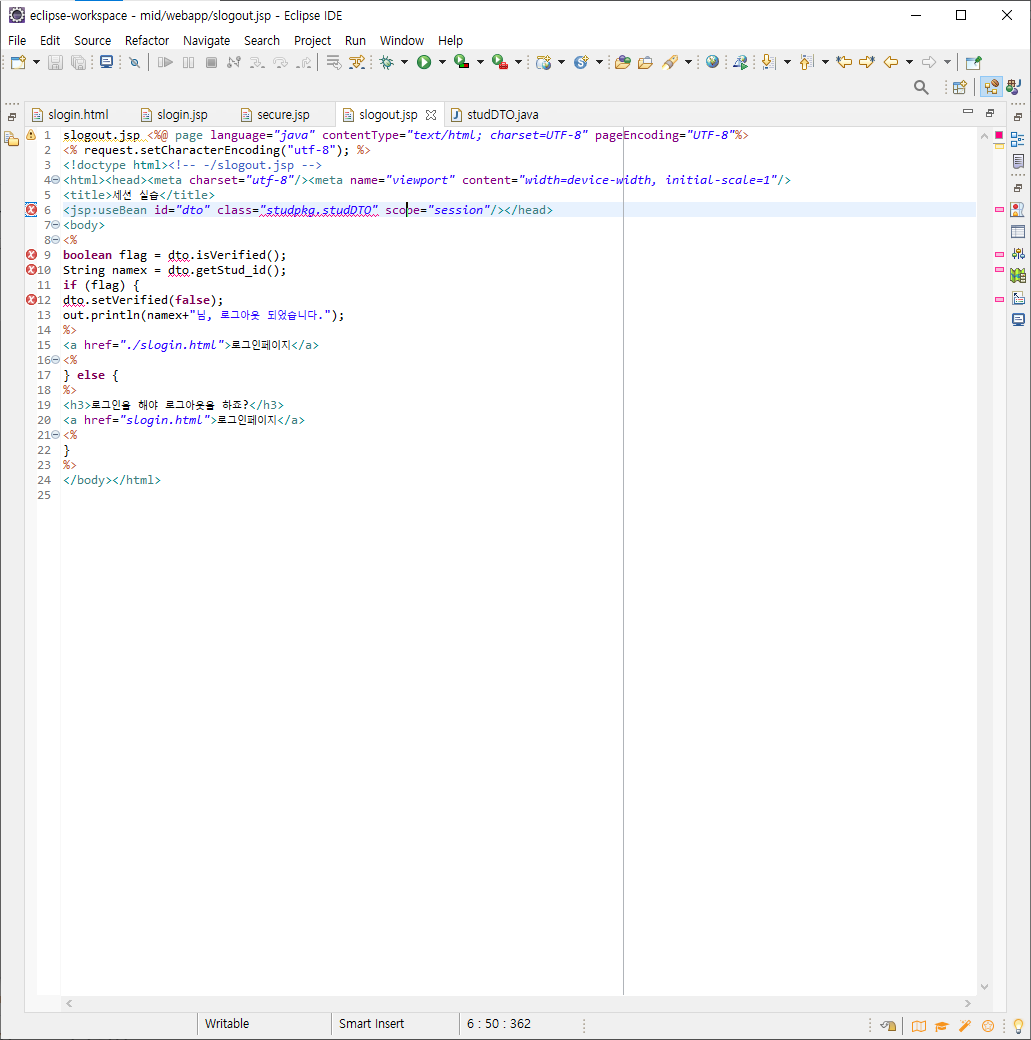 eclipse-workspace - mid/webapp/slogout.jsp - Eclipse IDE
File Edit Source Refactor Navigate Search Project Run Window Help
slogin.html slogin.jsp secure.jsp slogout.jsp studDTO.java
1 slogout.jsp <%@ page language="java" contentType="text/html; charset=UTF-8" pageEncoding="UTF-8"%>
2 <% request.setCharacterEncoding("utf-8"); %>
3 <!doctype html><!-- ~/slogout.jsp -->
4 <html><head><meta charset="utf-8"/><meta name="viewport" content="width=device-width, initial-scale=1"/>
5 <title>세션 실습</title>
6 <jsp:useBean id="dto" class="studpkg.studDTO" scope="session"/></head>
7 <body>
8 <%
9 boolean flag = dto.isVerified();
10 String namex = dto.getStud_id();
11 if (flag) {
12 dto.setVerified(false);
13 out.println(namex+"님, 로그아웃 되었습니다.");
14 %>
15 <a href="./slogin.html">로그인페이지</a>
16 <%
17 } else {
18 %>
19 <h3>로그인을 해야 로그아웃을 하죠?</h3>
20 <a href="slogin.html">로그인페이지</a>
21 <%
22 }
23 %>
24 </body></html>
25
Writable Smart Insert 6 : 50 : 362